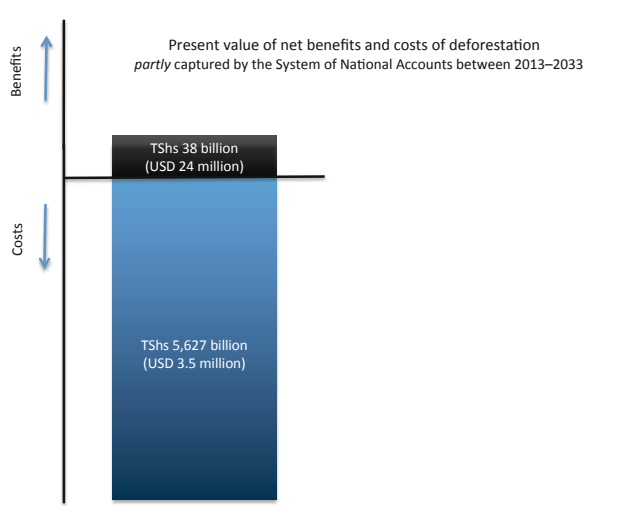 Present value of net benefits and costs of deforestation
partly captured by the System of National Accounts between 2013–2033
Benefits
TShs 38 billion
(USD 24 million)
Costs
TShs 5,627 billion
(USD 3.5 million)